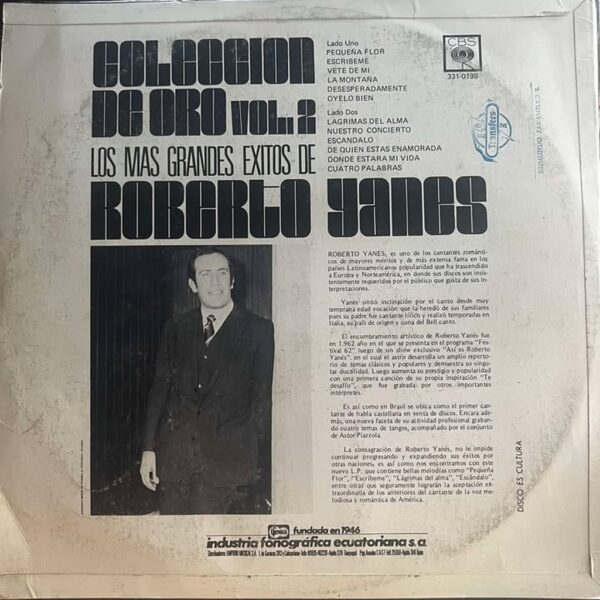 COLECCION
DE ORO VOL. 2
LOS MAS GRANDES EXITOS DE
ROBERTO YANES
Lado Uno
PEQUEÑA FLOR
ESCRIBEME
VETE DE MI
LA MONTAÑA
DESESPERADAMENTE
OYELO BIEN
Lado Dos
LAGRIMAS DEL ALMA
NUESTRO CONCIERTO
ESCANDALO
DE QUIEN ESTAS ENAMORADA
DONDE ESTARA MI VIDA
CUATRO PALABRAS
CBS
331-0199
ROBERTO YANES, es uno de los cantantes románti-
cos de mayores méritos y de más extensa fama en los
países Latinoamericanos popularidad que ha trascendido
a Europa y Norteamérica, en donde sus discos son insis-
tentemente requeridos por el público que gusta de sus in-
terpretaciones.
Yanés sintió inclinación por el canto desde muy
temprana edad vocación que la heredó de sus familiares
pues su padre fue cantante lírico y realizó temporadas en
Italia, su país de origen y cuna del Bell canto.
El encumbramiento artístico de Roberto Yanés fue
en 1.962 año en el que se presenta en el programa "Fes-
tival 62" luego de un show exclusivo "Así es Roberto
Yanés", en el cual el astro desarrolla un amplio reperto-
rio de temas clásicos y populares y demuestra su singu-
lar ductilidad. Luego aumenta su prestigio y popularidad
con una primera canción de su propia inspiración "Te
desafío", que fue grabada por otros importantes
intérpretes.
Es así como en Brasil se ubica como el primer can-
tante de habla castellana en venta de discos. Encara ade-
más, una nueva faceta de su actividad profesional graban-
do cuatro temas de tangos, acompañado por el conjunto
de Astor Piazzola.
La consagración de Roberto Yanés, no le impide
continuar progresando y expandiendo sus éxitos por
otras naciones, es así como nos encontramos con este
nuevo L.P. que contiene bellas melodías como "Pequeña
Flor", "Escríbeme", "Lágrimas del alma", "Escándalo",
entre otras que seguramente lograrán la aceptación ex-
traordinaria de los anteriores del cantante de la voz me-
lodiosa y romántica de América.
DISCO ES CULTURA
fundada en 1946
industria fonográfica ecuatoriana s.a.